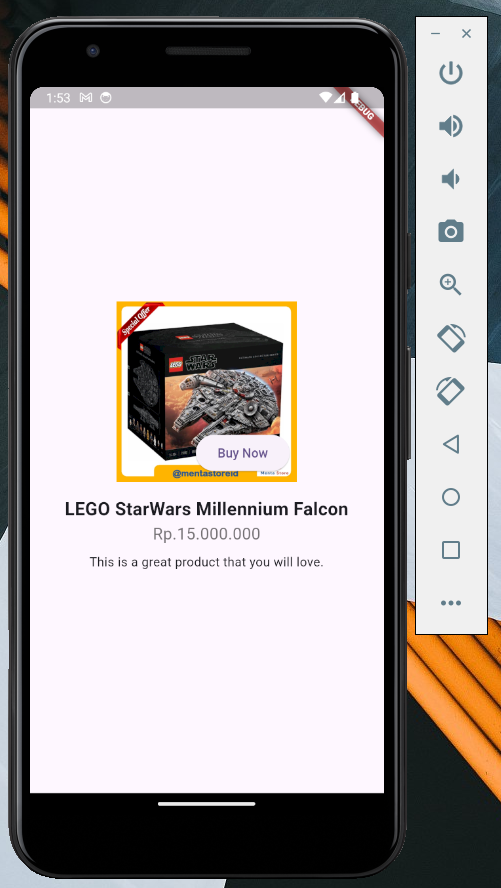 1:53
DEBUG
Special Offer
LEGO
STAR
WARS
Buy Now
@mentastoreid
LEGO StarWars Millennium Falcon
Rp.15.000.000
This is a great product that you will love.